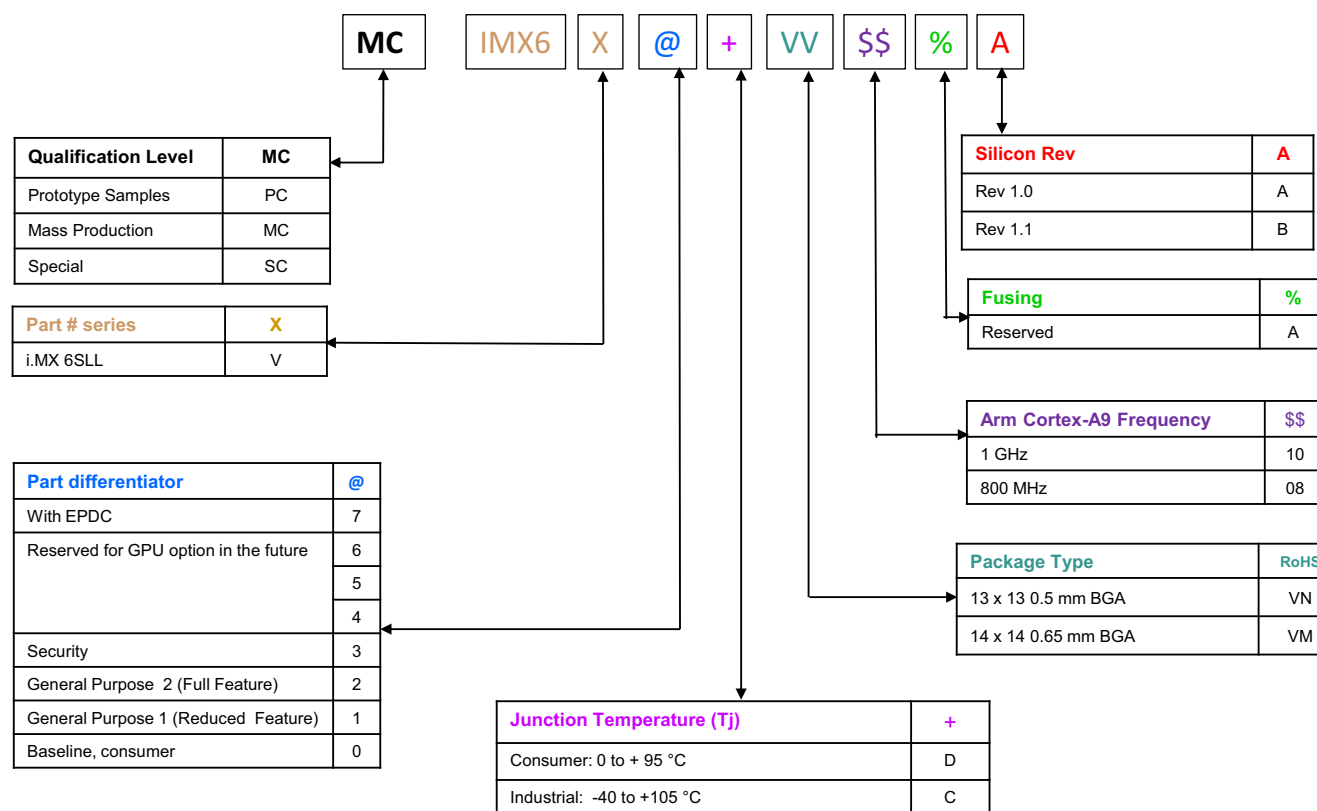 MC IMX6 X @ + VV $$ % A
Qualification Level MC
Prototype Samples PC
Mass Production MC
Special SC
Part # series X
i.MX 6SLL V
Part differentiator @
With EPDC 7
Reserved for GPU option in the future 6
5
4
Security 3
General Purpose 2 (Full Feature) 2
General Purpose 1 (Reduced Feature) 1
Baseline, consumer 0
Junction Temperature (Tj) +
Consumer: 0 to + 95 °C D
Industrial: -40 to +105 °C C
Silicon Rev A
Rev 1.0 A
Rev 1.1 B
Fusing %
Reserved A
Arm Cortex-A9 Frequency $$
1 GHz 10
800 MHz 08
Package Type RoHS
13 x 13 0.5 mm BGA VN
14 x 14 0.65 mm BGA VM